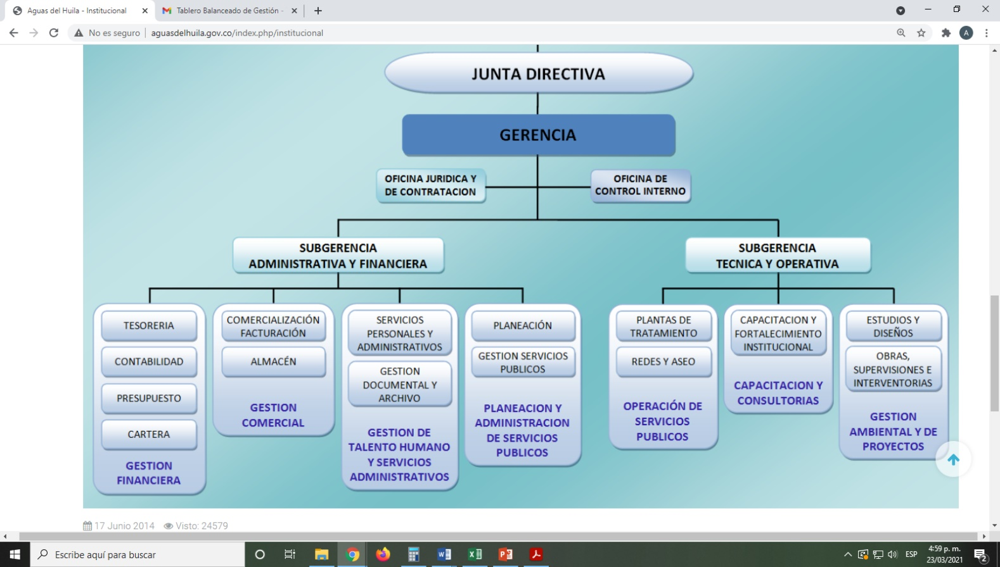 Aguas del Huila - Institucional
Tablero Balanceado de Gestión -
No es seguro
aguasdelhuila.gov.co/index.php/institucional
A
JUNTA DIRECTIVA
GERENCIA
OFICINA JURIDICA Y
DE CONTRATACION
OFICINA DE
CONTROL INTERNO
SUBGERENCIA
ADMINISTRATIVA Y FINANCIERA
SUBGERENCIA
TECNICA Y OPERATIVA
TESORERIA
CONTABILIDAD
PRESUPUESTO
CARTERA
GESTION
FINANCIERA
COMERCIALIZACIÓN
FACTURACIÓN
ALMACÉN
GESTION
COMERCIAL
SERVICIOS
PERSONALES Y
ADMINISTRATIVOS
GESTION
DOCUMENTAL Y
ARCHIVO
GESTION DE
TALENTO HUMANO
Y SERVICIOS
ADMINISTRATIVOS
PLANEACIÓN
GESTION SERVICIOS
PUBLICOS
PLANEACION Y
ADMINISTRACION
DE SERVICIOS
PUBLICOS
PLANTAS DE
TRATAMIENTO
REDES Y ASEO
OPERACIÓN DE
SERVICIOS
PUBLICOS
CAPACITACION Y
FORTALECIMIENTO
INSTITUCIONAL
CAPACITACION Y
CONSULTORIAS
ESTUDIOS Y
DISEÑOS
OBRAS,
SUPERVISIONES E
INTERVENTORIAS
GESTION
AMBIENTAL Y DE
PROYECTOS
17 Junio 2014 Visto: 24579
Escribe aquí para buscar
ESP
4:59 p. m.
23/03/2021
2